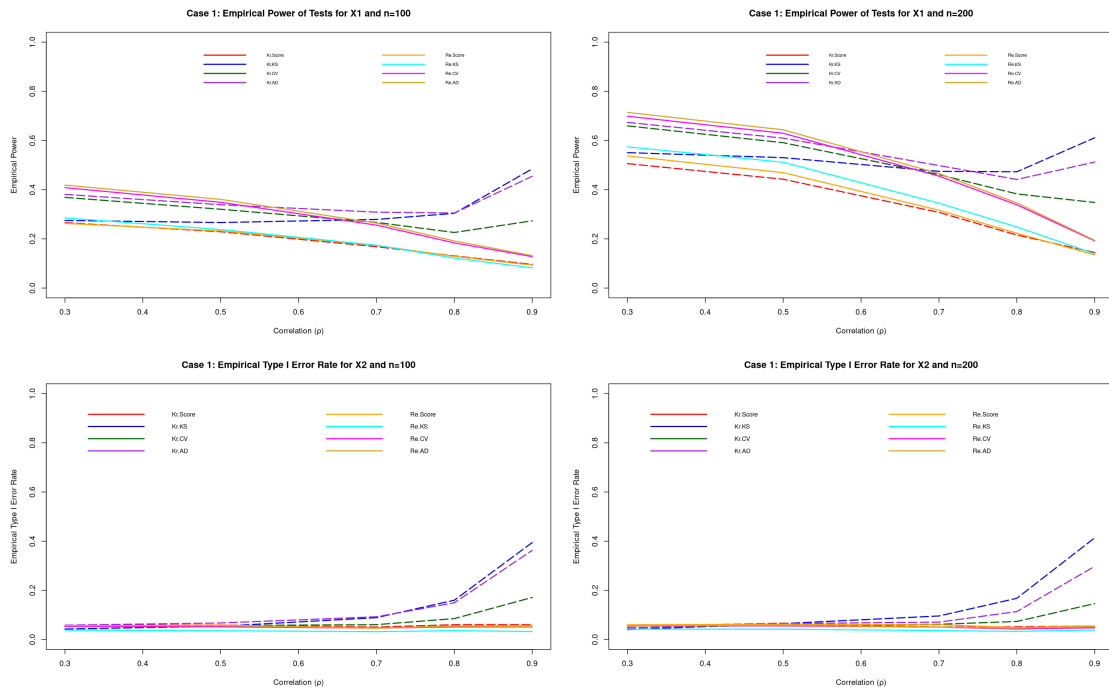 Case 1: Empirical Power of Tests for X1 and n=100
Empirical Power
1.0
0.8
0.6
0.4
0.2
0.0
Kr.Score
Kr.KS
Kr.CV
Kr.AD
Re.Score
Re.KS
Re.CV
Re.AD
0.3 0.4 0.5 0.6 0.7 0.8 0.9
Correlation (ρ)
Case 1: Empirical Power of Tests for X1 and n=200
Empirical Power
1.0
0.8
0.6
0.4
0.2
0.0
Kr.Score
Kr.KS
Kr.CV
Kr.AD
Re.Score
Re.KS
Re.CV
Re.AD
0.3 0.4 0.5 0.6 0.7 0.8 0.9
Correlation (ρ)
Case 1: Empirical Type I Error Rate for X2 and n=100
Empirical Type I Error Rate
1.0
0.8
0.6
0.4
0.2
0.0
Kr.Score
Kr.KS
Kr.CV
Kr.AD
Re.Score
Re.KS
Re.CV
Re.AD
0.3 0.4 0.5 0.6 0.7 0.8 0.9
Correlation (ρ)
Case 1: Empirical Type I Error Rate for X2 and n=200
Empirical Type I Error Rate
1.0
0.8
0.6
0.4
0.2
0.0
Kr.Score
Kr.KS
Kr.CV
Kr.AD
Re.Score
Re.KS
Re.CV
Re.AD
0.3 0.4 0.5 0.6 0.7 0.8 0.9
Correlation (ρ)